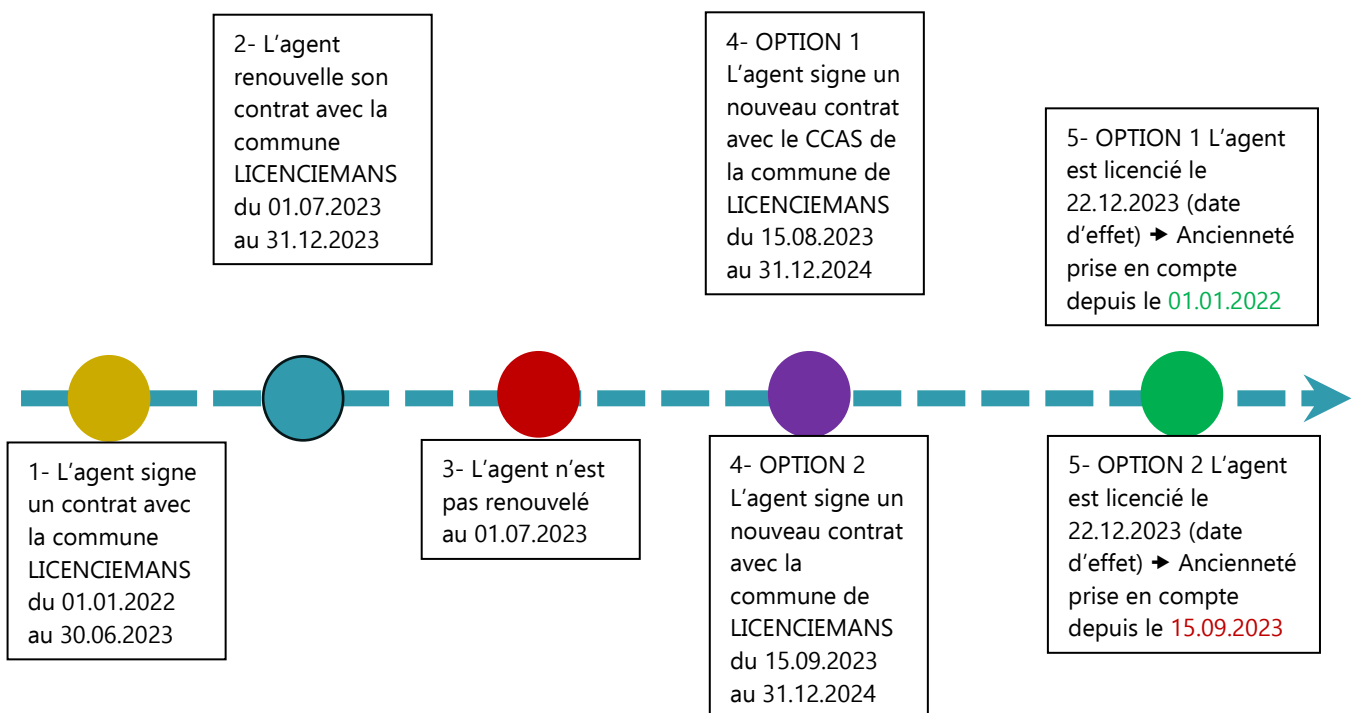 2- L'agent
renouvelle son
contrat avec la
commune
LICENCIEMANS
du 01.07.2023
au 31.12.2023
4- OPTION 1
L'agent signe un
nouveau contrat
avec le CCAS de
la commune de
LICENCIEMANS
du 15.08.2023
au 31.12.2024
5- OPTION 1 L'agent
est licencié le
22.12.2023 (date
d'effet) ➔ Ancienneté
prise en compte
depuis le 01.01.2022
1- L'agent signe
un contrat avec
la commune
LICENCIEMANS
du 01.01.2022
au 30.06.2023
3- L'agent n'est
pas renouvelé
au 01.07.2023
4- OPTION 2
L'agent signe un
nouveau contrat
avec la
commune de
LICENCIEMANS
du 15.09.2023
au 31.12.2024
5- OPTION 2 L'agent
est licencié le
22.12.2023 (date
d'effet) ➔ Ancienneté
prise en compte
depuis le 15.09.2023